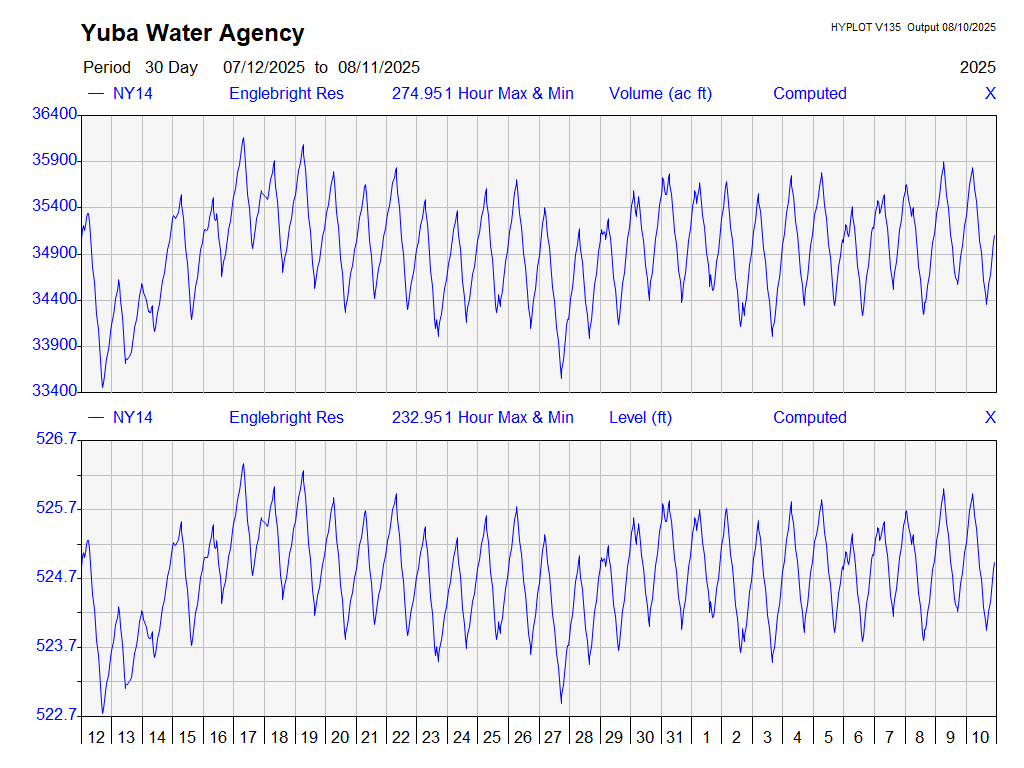 Yuba Water Agency
HYPLOT V135 Output 08/10/2025
Period 30 Day 07/12/2025 to 08/11/2025 2025
NY14 Englebright Res 274.951 Hour Max & Min Volume (ac ft) Computed X
36400
35900
35400
34900
34400
33900
33400
NY14 Englebright Res 232.951 Hour Max & Min Level (ft) Computed X
526.7
525.7
524.7
523.7
522.7
12 13 14 15 16 17 18 19 20 21 22 23 24 25 26 27 28 29 30 31 1 2 3 4 5 6 7 8 9 10